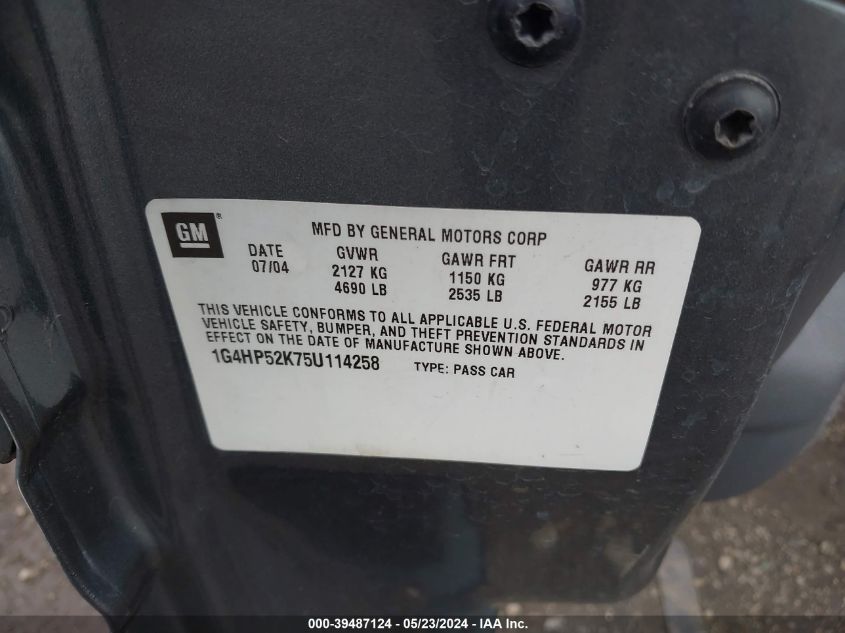 GM ®
MFD BY GENERAL MOTORS CORP
DATE GVWR GAWR FRT GAWR RR
07/04 2127 KG 1150 KG 977 KG
4690 LB 2535 LB 2155 LB
THIS VEHICLE CONFORMS TO ALL APPLICABLE U.S. FEDERAL MOTOR
VEHICLE SAFETY, BUMPER, AND THEFT PREVENTION STANDARDS IN
EFFECT ON THE DATE OF MANUFACTURE SHOWN ABOVE.
1G4HP52K75U114258 TYPE: PASS CAR
000-39487124 - 05/23/2024 - IAA Inc.